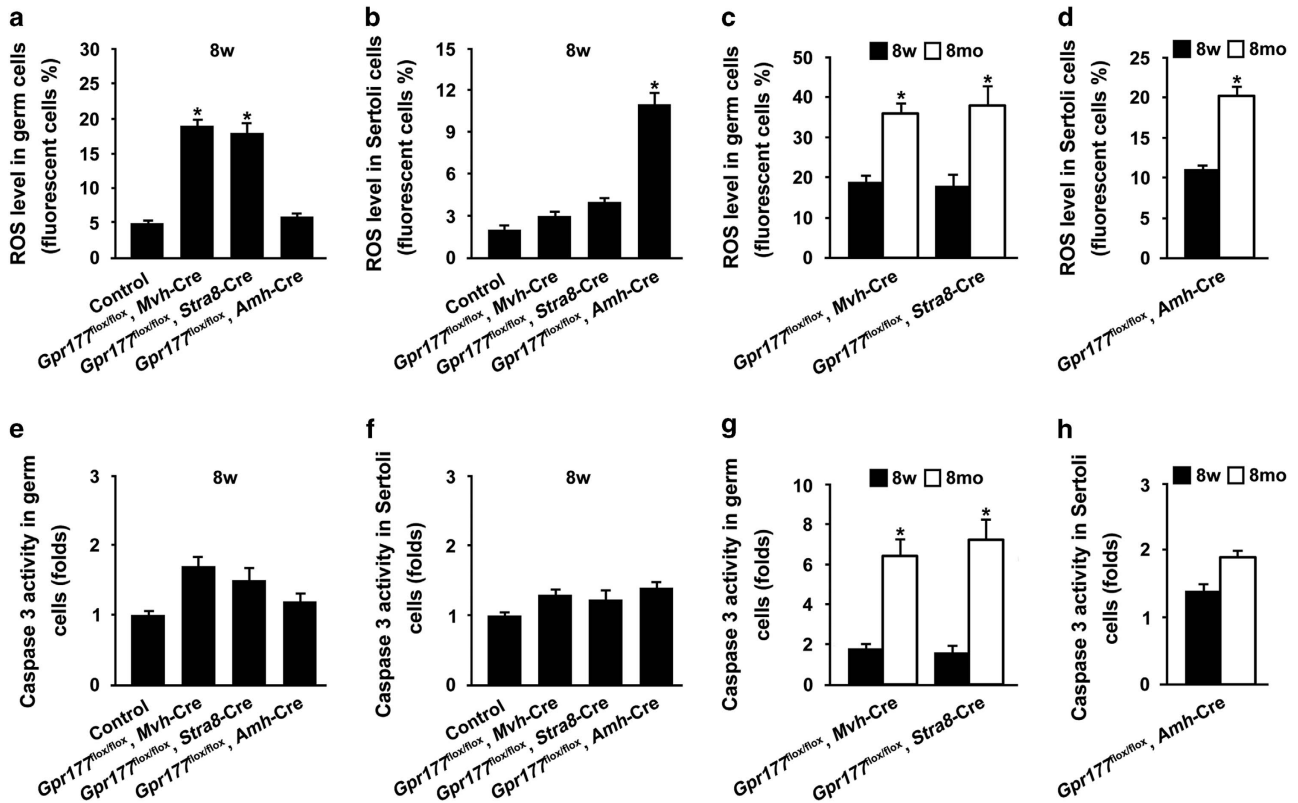 a
ROS level in germ cells
(fluorescent cells %)
30
25
20
15
10
5
0
8w
*
*
Control
Gpr177flox/flox, Mvh-Cre
Gpr177flox/flox, Stra8-Cre
Gpr177flox/flox, Amh-Cre
b
ROS level in Sertoli cells
(fluorescent cells %)
15
12
9
6
3
0
8w
*
Control
Gpr177flox/flox, Mvh-Cre
Gpr177flox/flox, Stra8-Cre
Gpr177flox/flox, Amh-Cre
c
ROS level in germ cells
(fluorescent cells %)
50
40
30
20
10
0
8w 8mo
*
*
Gpr177flox/flox, Mvh-Cre
Gpr177flox/flox, Stra8-Cre
d
ROS level in Sertoli cells
(fluorescent cells %)
25
20
15
10
5
0
8w 8mo
*
Gpr177flox/flox, Amh-Cre
e
Caspase 3 activity in germ
cells (folds)
3
2
1
0
8w
Control
Gpr177flox/flox, Mvh-Cre
Gpr177flox/flox, Stra8-Cre
Gpr177flox/flox, Amh-Cre
f
Caspase 3 activity in Sertoli
cells (folds)
3
2
1
0
8w
Control
Gpr177flox/flox, Mvh-Cre
Gpr177flox/flox, Stra8-Cre
Gpr177flox/flox, Amh-Cre
g
Caspase 3 activity in germ
cells (folds)
10
8
6
4
2
0
8w 8mo
*
*
Gpr177flox/flox, Mvh-Cre
Gpr177flox/flox, Stra8-Cre
h
Caspase 3 activity in Sertoli
cells (folds)
3
2
1
0
8w 8mo
Gpr177flox/flox, Amh-Cre